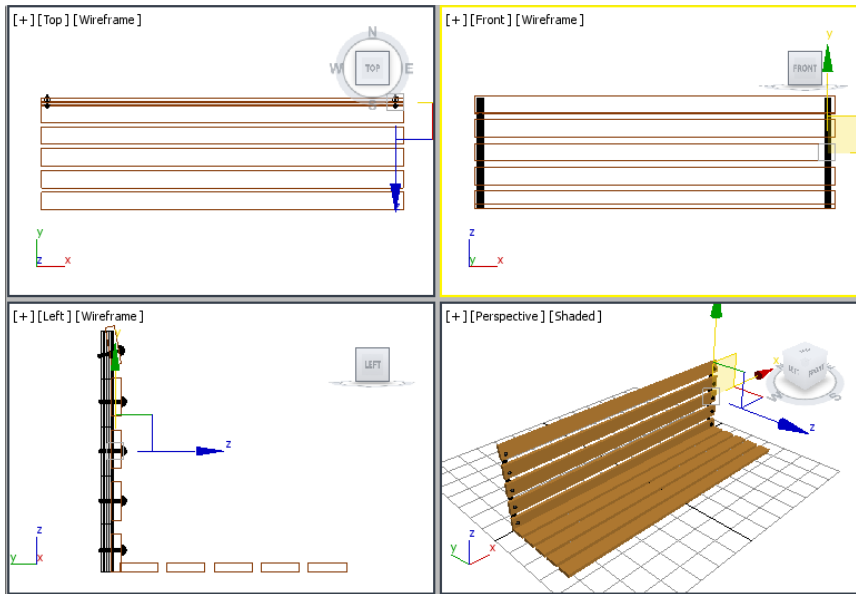 [+] [Top] [Wireframe]
N
W TOP E
S
y
z x
[+] [Front] [Wireframe]
FRONT
y
z
y x
[+] [Left] [Wireframe]
LEFT
y
z
z
y x
[+] [Perspective] [Shaded]
x
W S
z
y x